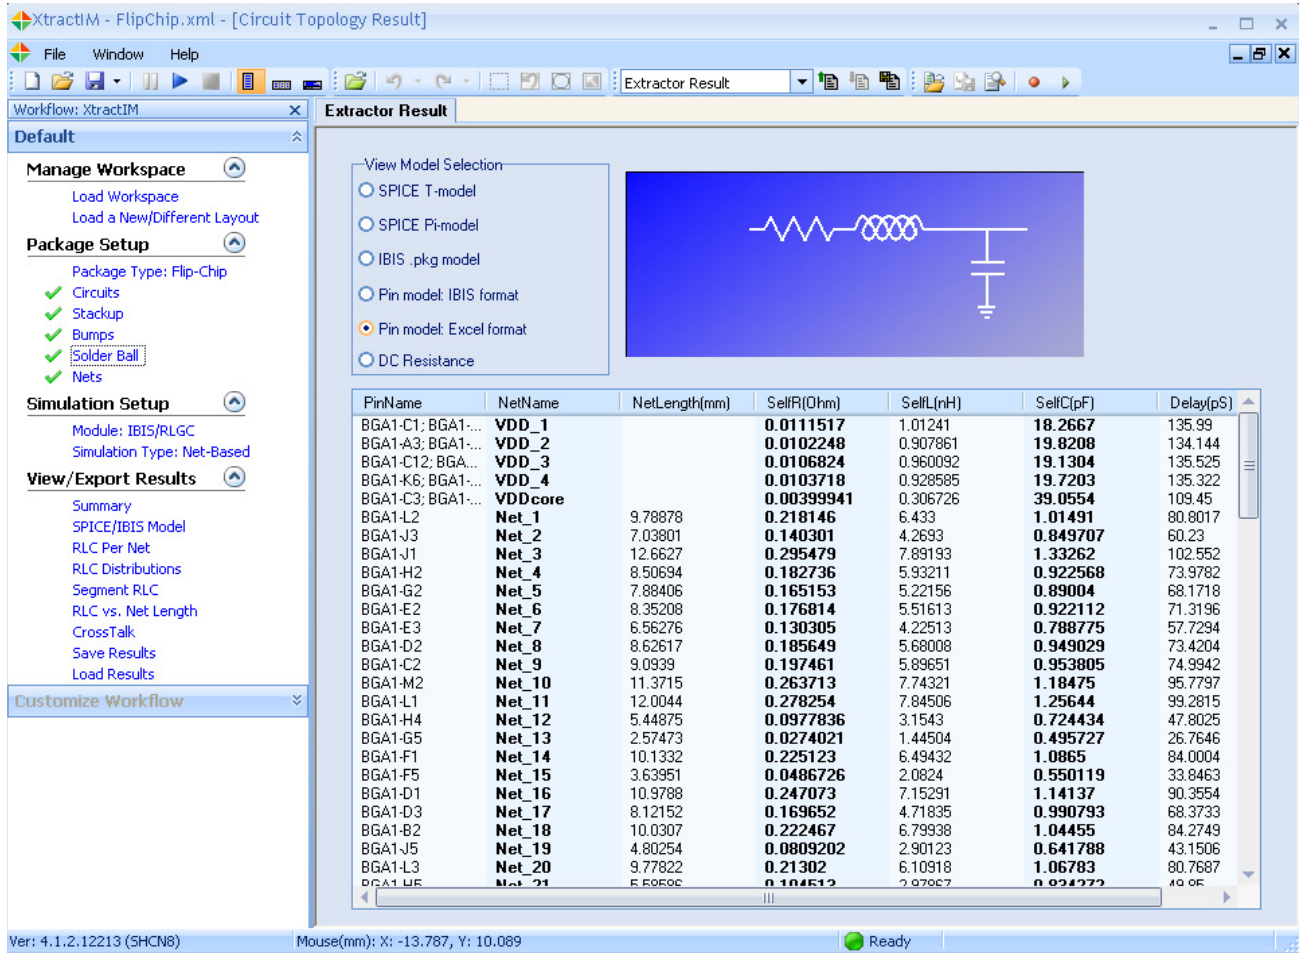 XtractIM - FlipChip.xml - [Circuit Topology Result]
File Window Help
Extractor Result
Workflow: XtractIM
Extractor Result
Default
Manage Workspace
Load Workspace
Load a New/Different Layout
Package Setup
Package Type: Flip-Chip
Circuits
Stackup
Bumps
Solder Ball
Nets
Simulation Setup
Module: IBIS/RLGC
Simulation Type: Net-Based
View/Export Results
Summary
SPICE/IBIS Model
RLC Per Net
RLC Distributions
Segment RLC
RLC vs. Net Length
CrossTalk
Save Results
Load Results
Customize Workflow
View Model Selection
SPICE T-model
SPICE Pi-model
IBIS .pkg model
Pin model: IBIS format
Pin model: Excel format
DC Resistance
PinName NetName NetLength(mm) SelfR(Ohm) SelfL(nH) SelfC(pF) Delay(pS)
BGA1-C1; BGA1-... VDD_1 0.0111517 1.01241 18.2667 135.99
BGA1-A3; BGA1-... VDD_2 0.0102248 0.907861 19.8208 134.144
BGA1-C12; BGA... VDD_3 0.0106824 0.960092 19.1304 135.525
BGA1-K6; BGA1-... VDD_4 0.0103718 0.928585 19.7203 135.322
BGA1-C3; BGA1-... VDDcore 0.00399941 0.306726 39.0554 109.45
BGA1-L2 Net_1 9.78878 0.218146 6.433 1.01491 80.8017
BGA1-J3 Net_2 7.03801 0.140301 4.2693 0.849707 60.23
BGA1-J1 Net_3 12.6627 0.295479 7.89193 1.33262 102.552
BGA1-H2 Net_4 8.50694 0.182736 5.93211 0.922568 73.9782
BGA1-G2 Net_5 7.88406 0.165153 5.22156 0.89004 68.1718
BGA1-E2 Net_6 8.35208 0.176814 5.51613 0.922112 71.3196
BGA1-E3 Net_7 6.56276 0.130305 4.22513 0.788775 57.7294
BGA1-D2 Net_8 8.62617 0.185649 5.68008 0.949029 73.4204
BGA1-C2 Net_9 9.0939 0.197461 5.89651 0.953805 74.9942
BGA1-M2 Net_10 11.3715 0.263713 7.74321 1.18475 95.7797
BGA1-L1 Net_11 12.0044 0.278254 7.84506 1.25644 99.2815
BGA1-H4 Net_12 5.44875 0.0977836 3.1543 0.724434 47.8025
BGA1-G5 Net_13 2.57473 0.0274021 1.44504 0.495727 26.7646
BGA1-F1 Net_14 10.1332 0.225123 6.49432 1.0865 84.0004
BGA1-F5 Net_15 3.63951 0.0486726 2.0824 0.550119 33.8463
BGA1-D1 Net_16 10.9788 0.247073 7.15291 1.14137 90.3554
BGA1-D3 Net_17 8.12152 0.169652 4.71835 0.990793 68.3733
BGA1-B2 Net_18 10.0307 0.222467 6.79938 1.04455 84.2749
BGA1-J5 Net_19 4.80254 0.0809202 2.90123 0.641788 43.1506
BGA1-L3 Net_20 9.77822 0.21302 6.10918 1.06783 80.7687
BGA1-H5 Net_21
Ver: 4.1.2.12213 (SHCN8) Mouse(mm): X: -13.787, Y: 10.089 Ready